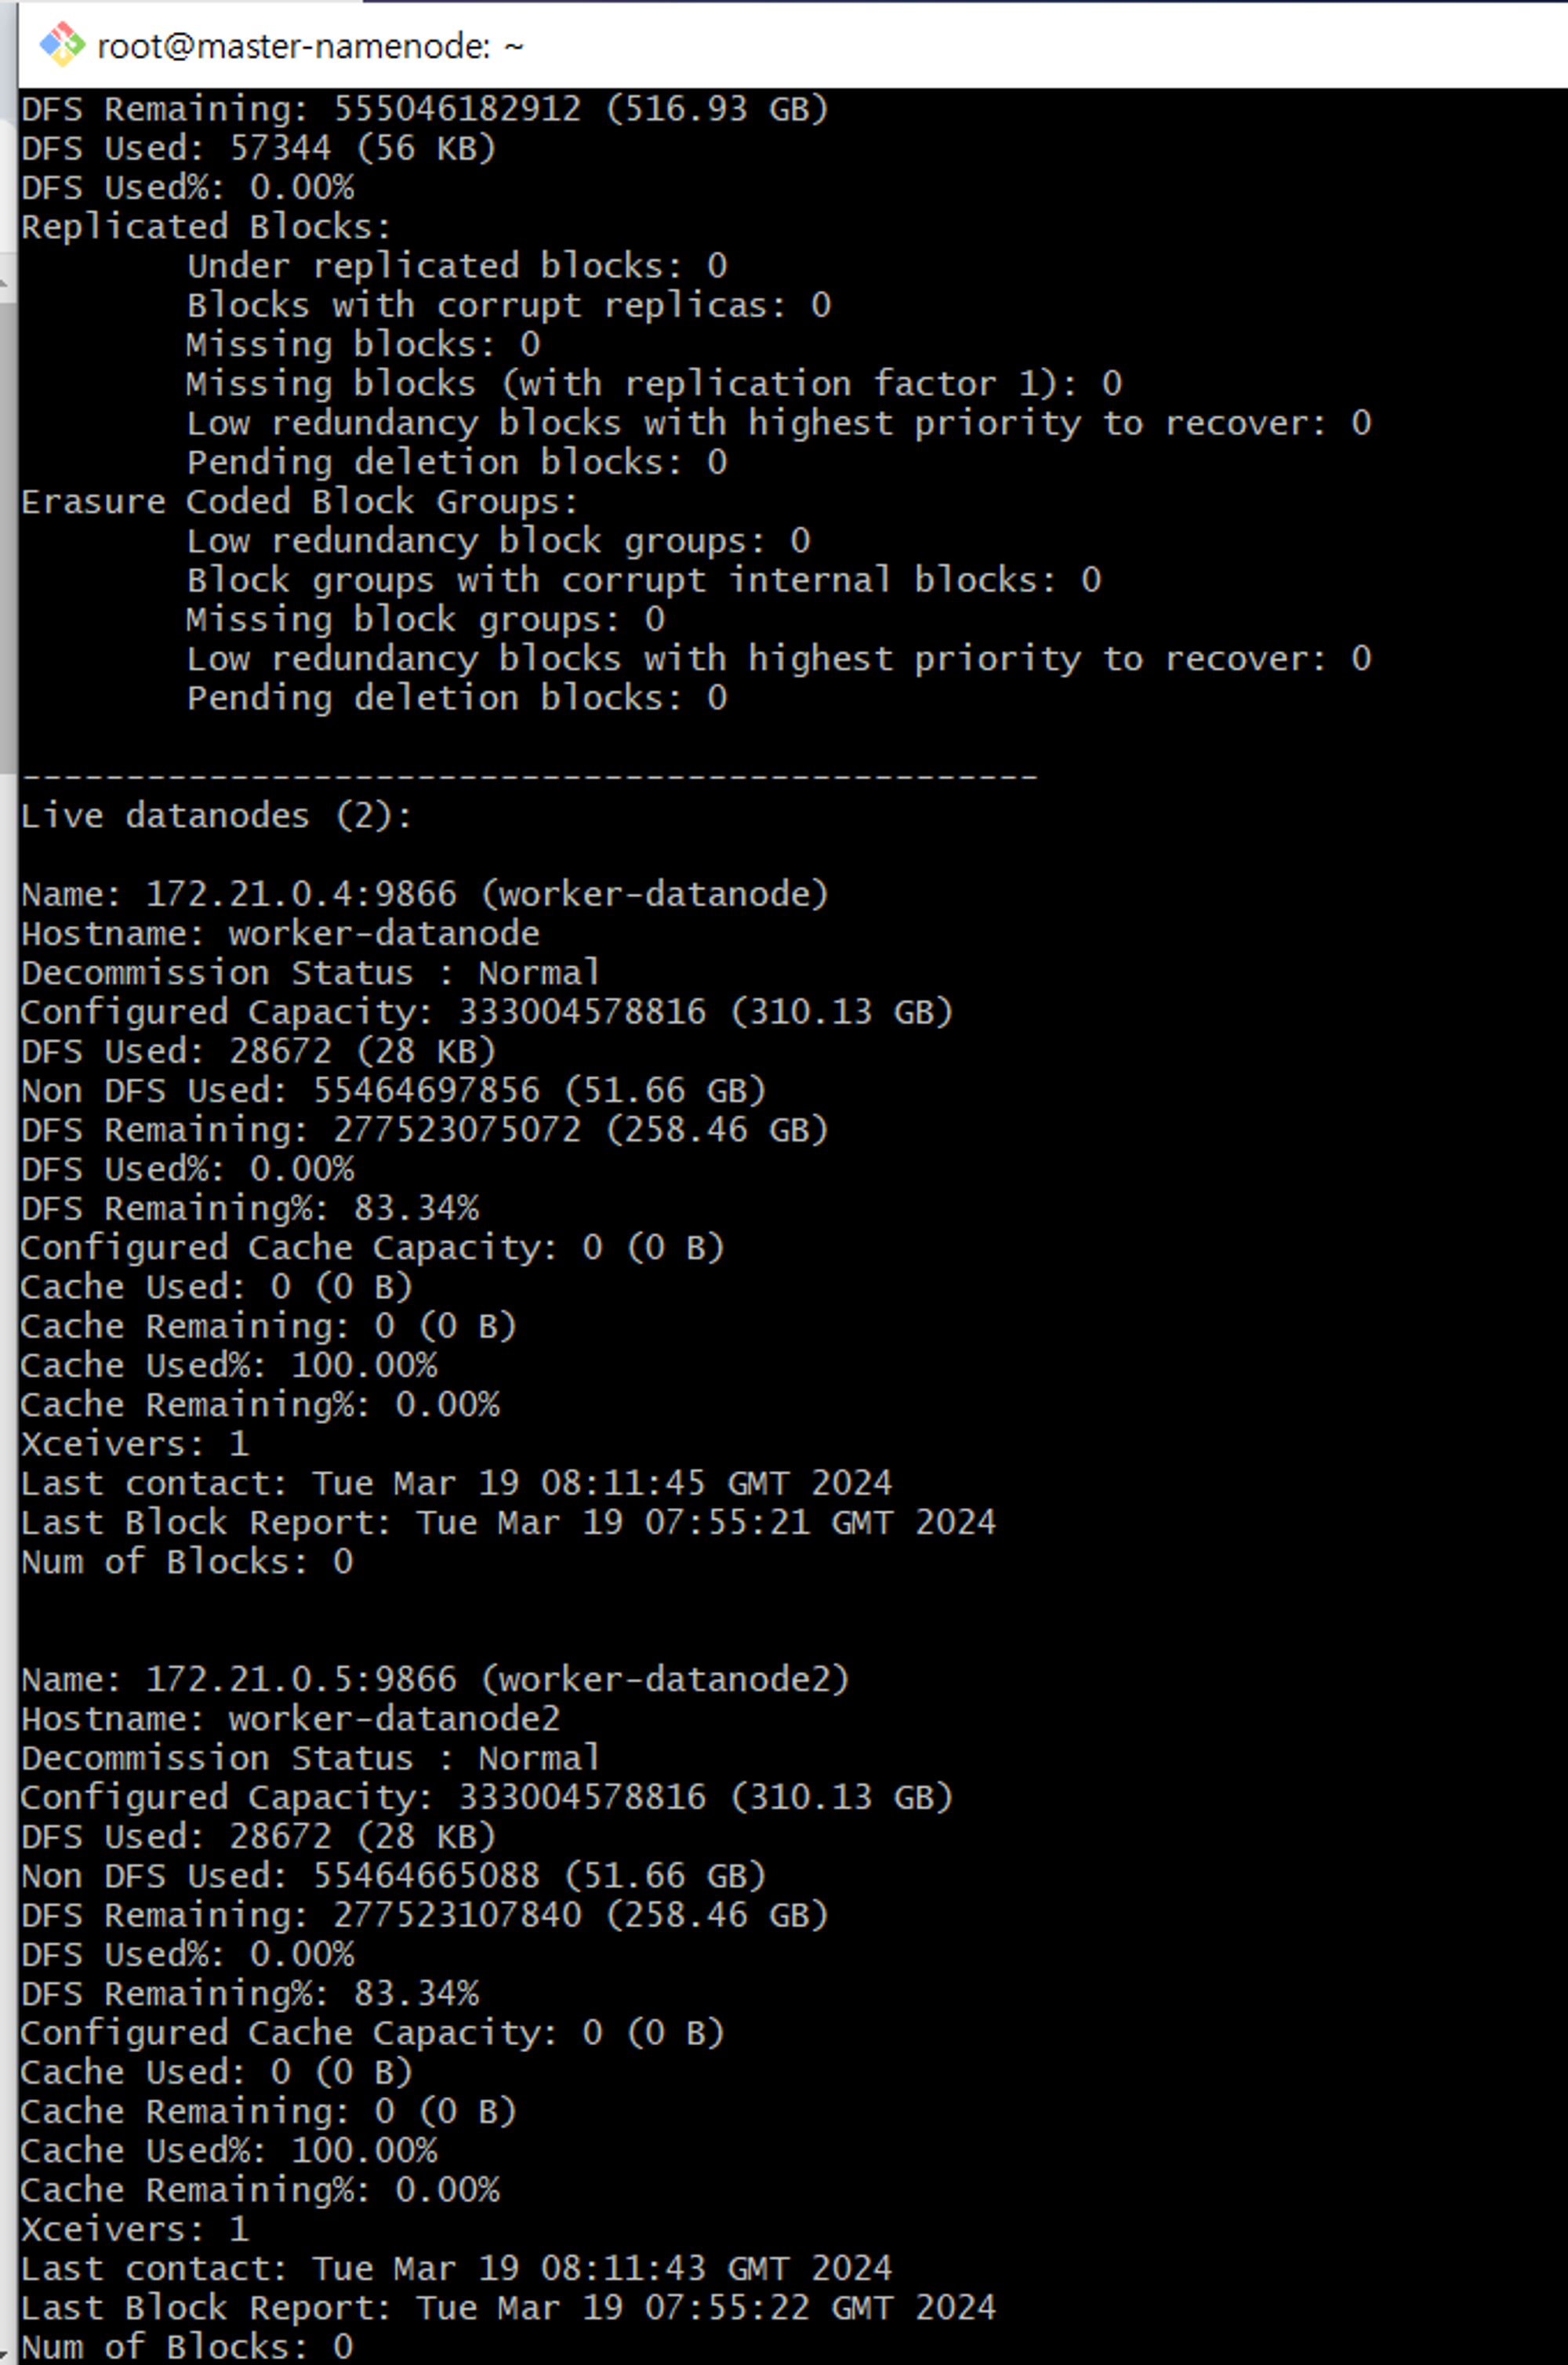 root@master-namenode: ~
DFS Remaining: 555046182912 (516.93 GB)
DFS Used: 57344 (56 KB)
DFS Used%: 0.00%
Replicated Blocks:
Under replicated blocks: 0
Blocks with corrupt replicas: 0
Missing blocks: 0
Missing blocks (with replication factor 1): 0
Low redundancy blocks with highest priority to recover: 0
Pending deletion blocks: 0
Erasure Coded Block Groups:
Low redundancy block groups: 0
Block groups with corrupt internal blocks: 0
Missing block groups: 0
Low redundancy blocks with highest priority to recover: 0
Pending deletion blocks: 0
-------------------------------------------------
Live datanodes (2):
Name: 172.21.0.4:9866 (worker-datanode)
Hostname: worker-datanode
Decommission Status : Normal
Configured Capacity: 333004578816 (310.13 GB)
DFS Used: 28672 (28 KB)
Non DFS Used: 55464697856 (51.66 GB)
DFS Remaining: 277523075072 (258.46 GB)
DFS Used%: 0.00%
DFS Remaining%: 83.34%
Configured Cache Capacity: 0 (0 B)
Cache Used: 0 (0 B)
Cache Remaining: 0 (0 B)
Cache Used%: 100.00%
Cache Remaining%: 0.00%
Xceivers: 1
Last contact: Tue Mar 19 08:11:45 GMT 2024
Last Block Report: Tue Mar 19 07:55:21 GMT 2024
Num of Blocks: 0
Name: 172.21.0.5:9866 (worker-datanode2)
Hostname: worker-datanode2
Decommission Status : Normal
Configured Capacity: 333004578816 (310.13 GB)
DFS Used: 28672 (28 KB)
Non DFS Used: 55464665088 (51.66 GB)
DFS Remaining: 277523107840 (258.46 GB)
DFS Used%: 0.00%
DFS Remaining%: 83.34%
Configured Cache Capacity: 0 (0 B)
Cache Used: 0 (0 B)
Cache Remaining: 0 (0 B)
Cache Used%: 100.00%
Cache Remaining%: 0.00%
Xceivers: 1
Last contact: Tue Mar 19 08:11:43 GMT 2024
Last Block Report: Tue Mar 19 07:55:22 GMT 2024
Num of Blocks: 0